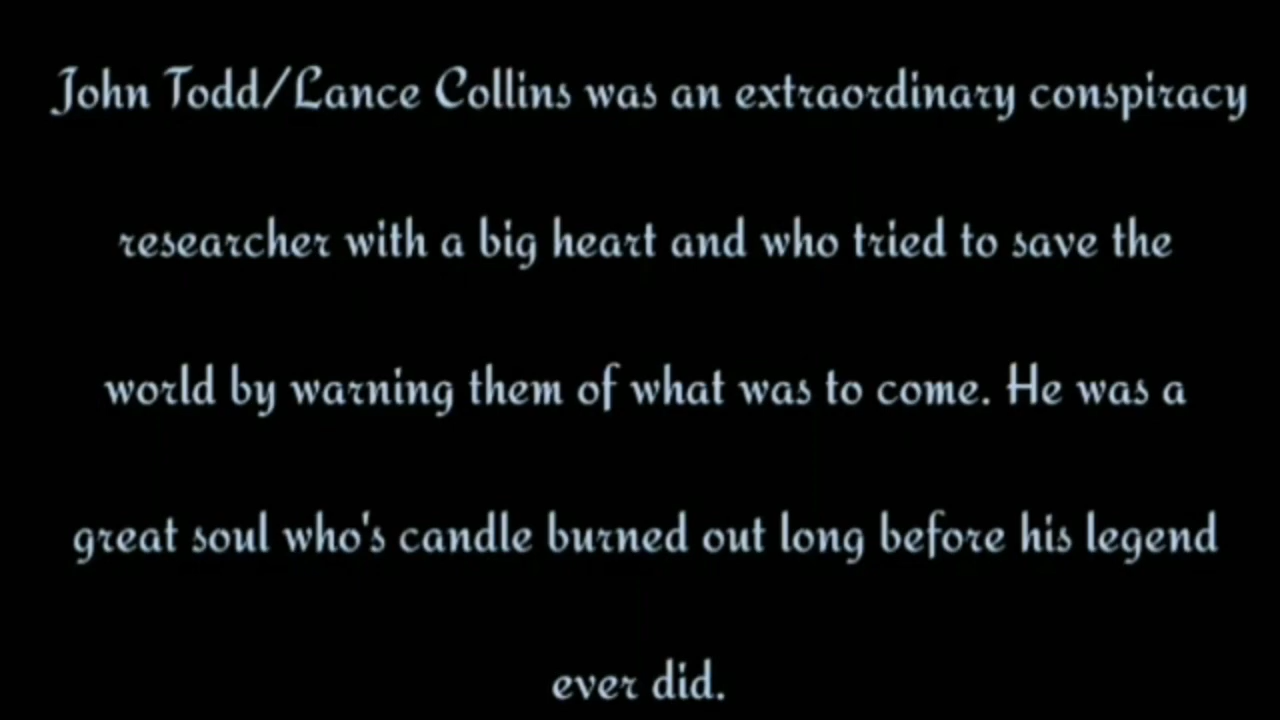 John Todd/Lance Collins was an extraordinary conspiracy
researcher with a big heart and who tried to save the
world by warning them of what was to come. He was a
great soul who's candle burned out long before his legend
ever did.